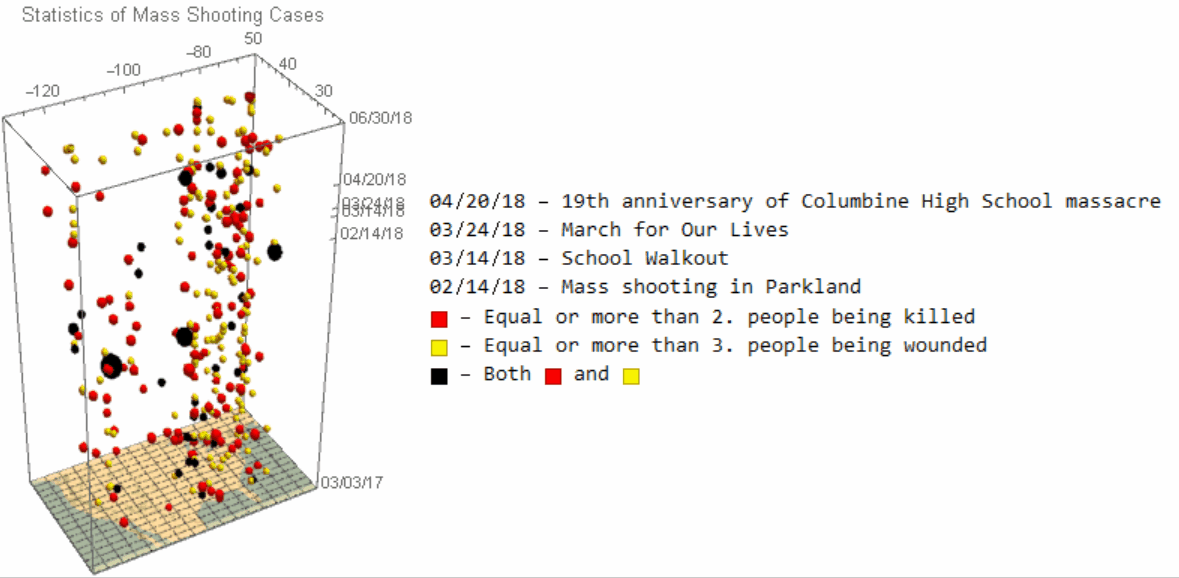 Statistics of Mass Shooting Cases
50
−80
40
−100
30
−120
06/30/18
04/20/18
03/24/18
03/14/18
02/14/18
03/03/17
04/20/18 – 19th anniversary of Columbine High School massacre
03/24/18 – March for Our Lives
03/14/18 – School Walkout
02/14/18 – Mass shooting in Parkland
– Equal or more than 2. people being killed
– Equal or more than 3. people being wounded
– Both and